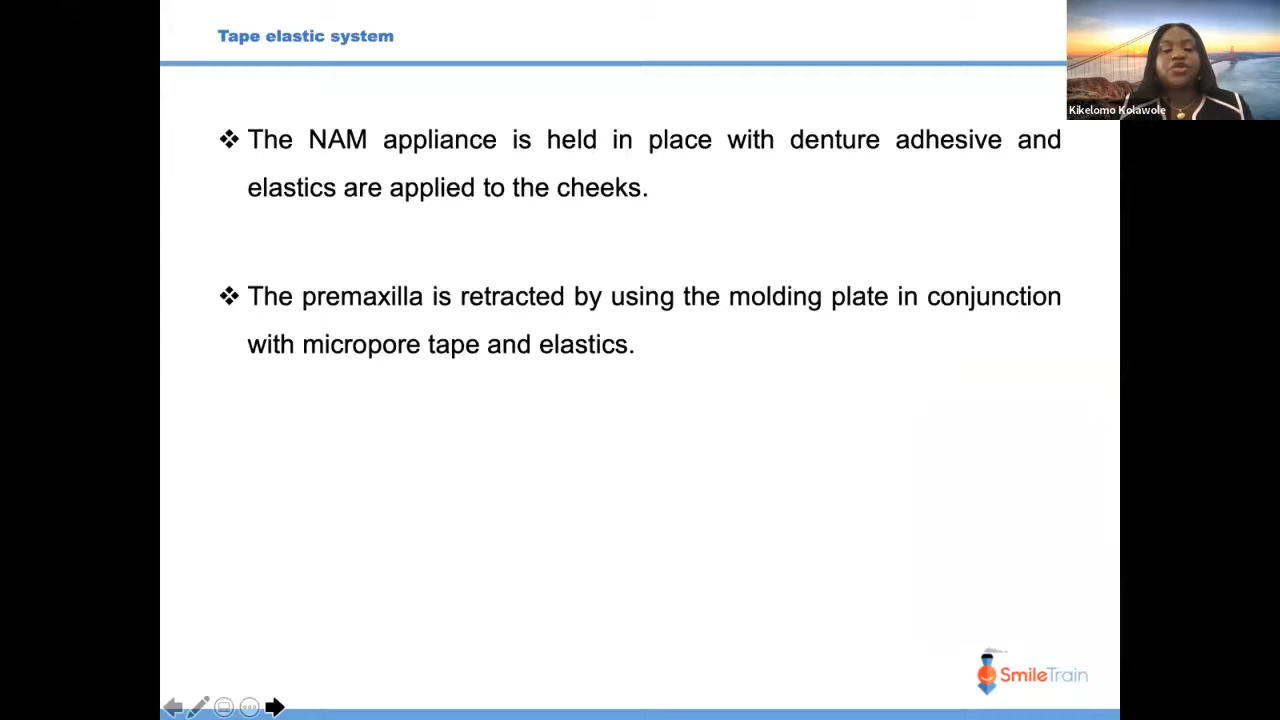 Tape elastic system
Kikelomo Kolawole
❖ The NAM appliance is held in place with denture adhesive and
elastics are applied to the cheeks.
❖ The premaxilla is retracted by using the molding plate in conjunction
with micropore tape and elastics.
SmileTrain